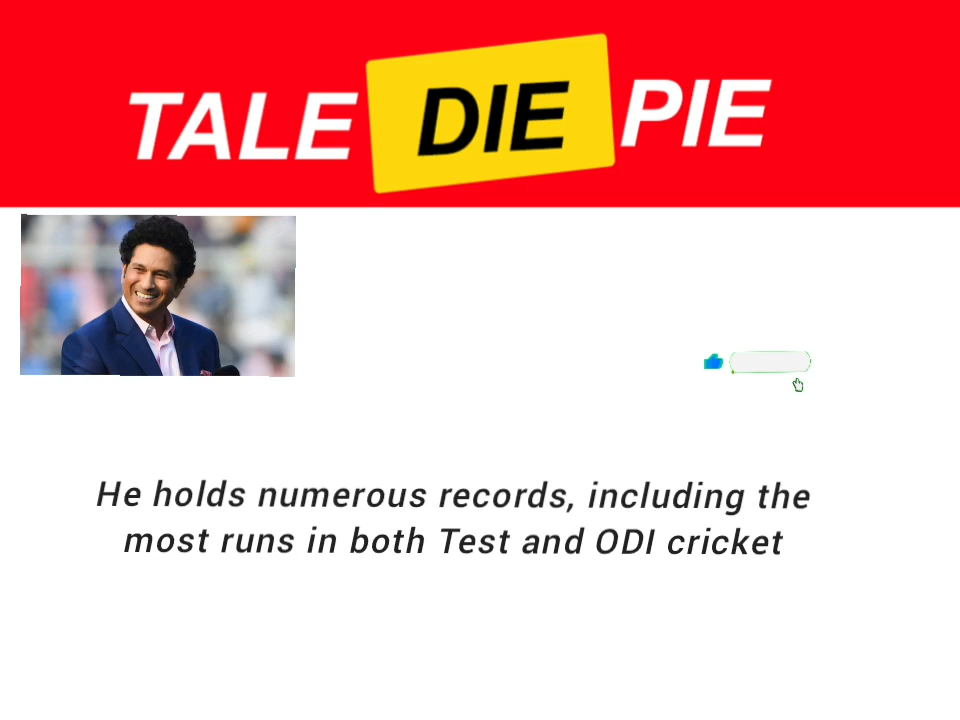 TALE DIE PIE
He holds numerous records, including the
most runs in both Test and ODI cricket